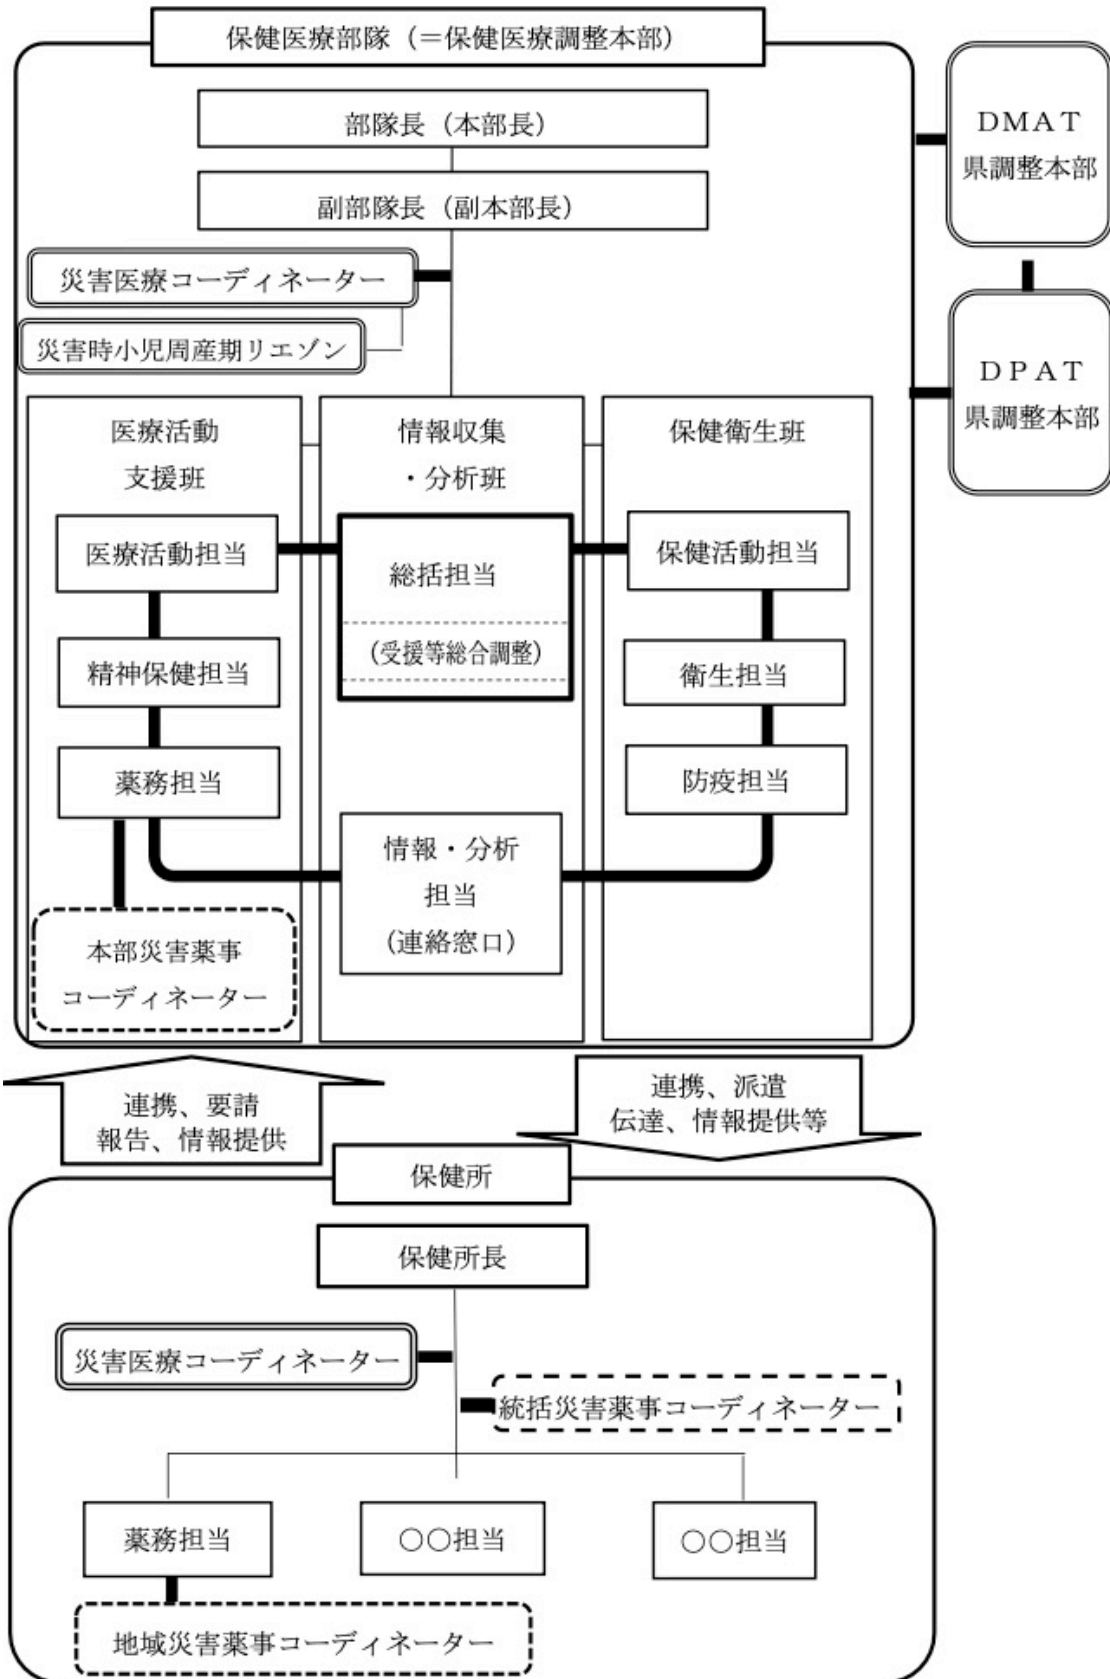 保健医療部隊（＝保健医療調整本部）
部隊長（本部長）
副部隊長（副本部長）
災害医療コーディネーター
災害時小児周産期リエゾン
ＤＭＡＴ
県調整本部
ＤＰＡＴ
県調整本部
医療活動
支援班
医療活動担当
精神保健担当
薬務担当
本部災害薬事
コーディネーター
情報収集
・分析班
総括担当
（受援等総合調整）
情報・分析
担当
（連絡窓口）
保健衛生班
保健活動担当
衛生担当
防疫担当
連携、要請
報告、情報提供
連携、派遣
伝達、情報提供等
保健所
保健所長
災害医療コーディネーター
統括災害薬事コーディネーター
薬務担当
○○担当
○○担当
地域災害薬事コーディネーター